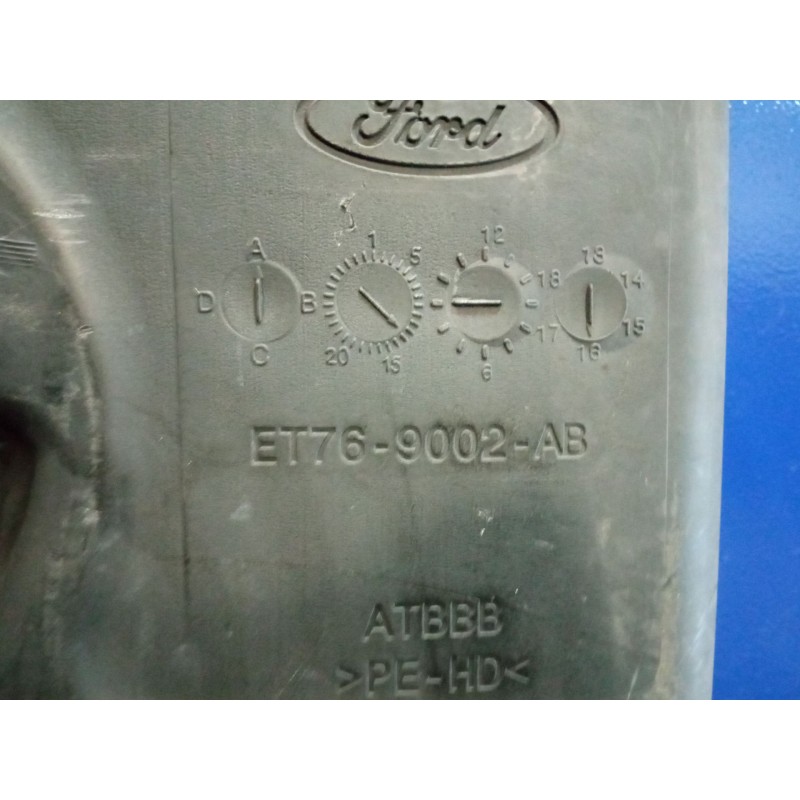 Ford
A
D B
C
1
5
20 15
12
6
13
18 14
17 15
16
ET76-9002-AB
ATBBB
>PE-HD<